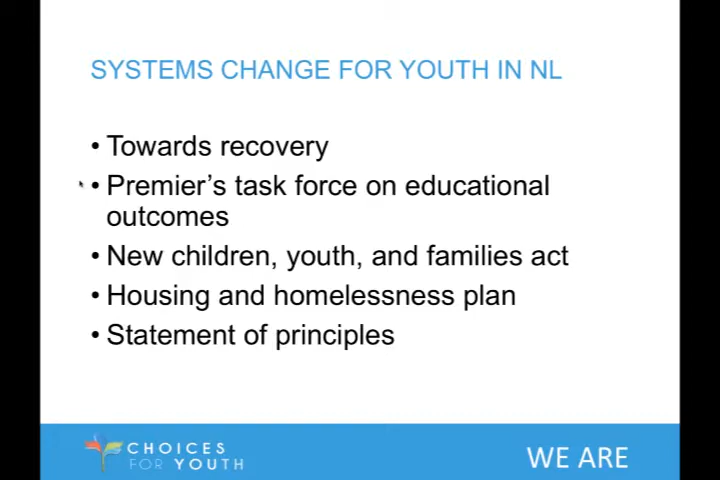 SYSTEMS CHANGE FOR YOUTH IN NL
• Towards recovery
• Premier’s task force on educational
outcomes
• New children, youth, and families act
• Housing and homelessness plan
• Statement of principles
CHOICES
FOR YOUTH
WE ARE